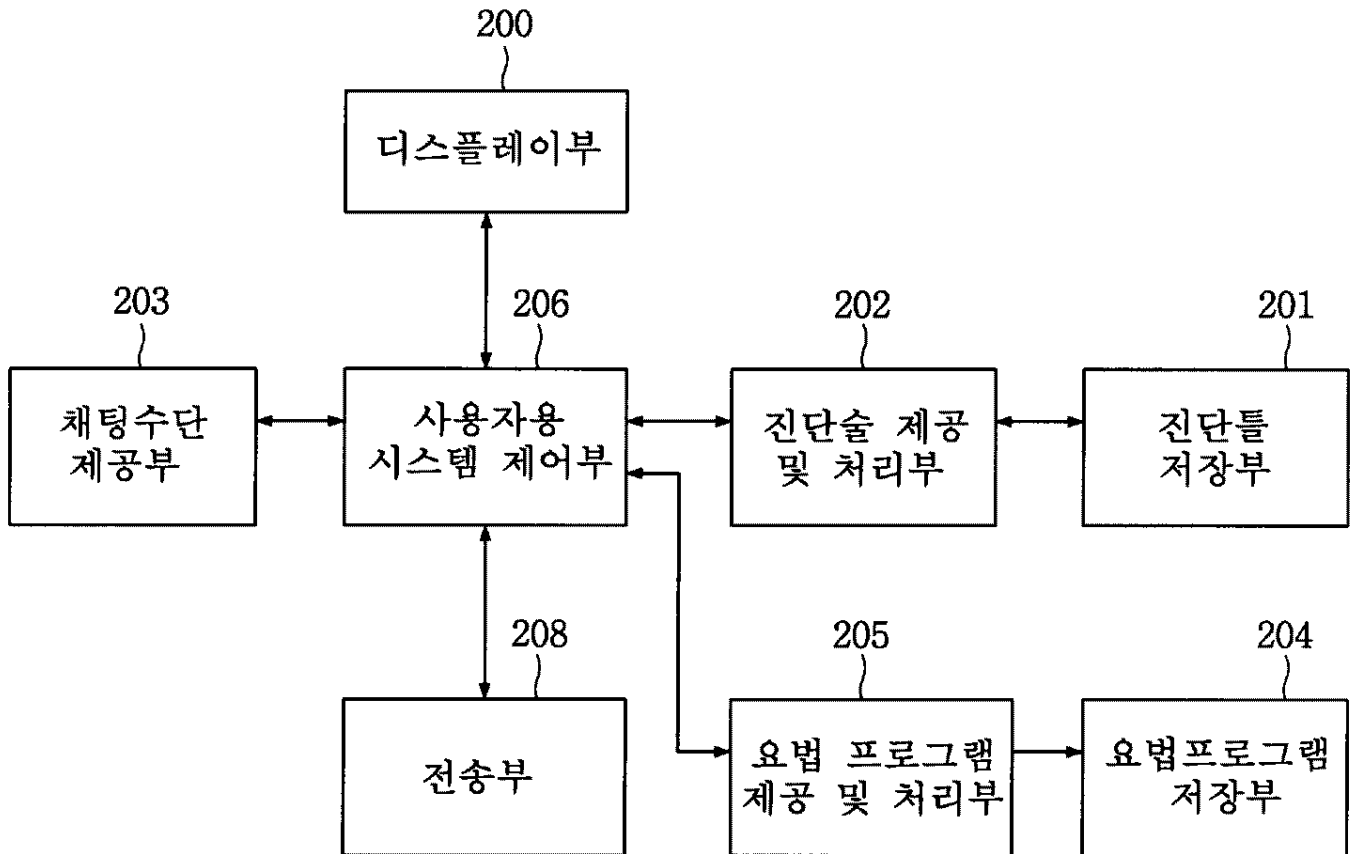 200
디스플레이부
203
206
202
201
채팅수단
제공부
사용자용
시스템 제어부
진단술 제공
및 처리부
진단틀
저장부
208
205
204
전송부
요법 프로그램
제공 및 처리부
요법프로그램
저장부